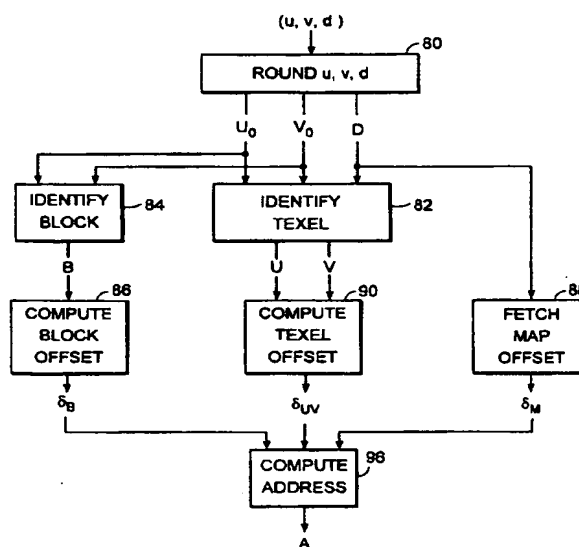 (u, v, d)
80
ROUND u, v, d
U₀ V₀ D
IDENTIFY
BLOCK
84
IDENTIFY
TEXEL
82
B U V
86
COMPUTE
BLOCK
OFFSET
90
COMPUTE
TEXEL
OFFSET
FETCH
MAP
OFFSET
δB δUV δM
COMPUTE
ADDRESS
96